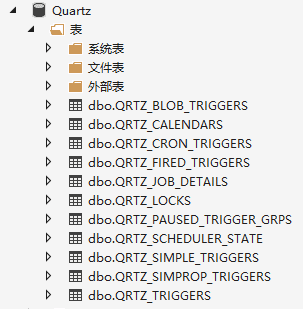 Quartz
表
系统表
文件表
外部表
dbo.QRTZ_BLOB_TRIGGERS
dbo.QRTZ_CALENDARS
dbo.QRTZ_CRON_TRIGGERS
dbo.QRTZ_FIRED_TRIGGERS
dbo.QRTZ_JOB_DETAILS
dbo.QRTZ_LOCKS
dbo.QRTZ_PAUSED_TRIGGER_GRPS
dbo.QRTZ_SCHEDULER_STATE
dbo.QRTZ_SIMPLE_TRIGGERS
dbo.QRTZ_SIMPROP_TRIGGERS
dbo.QRTZ_TRIGGERS